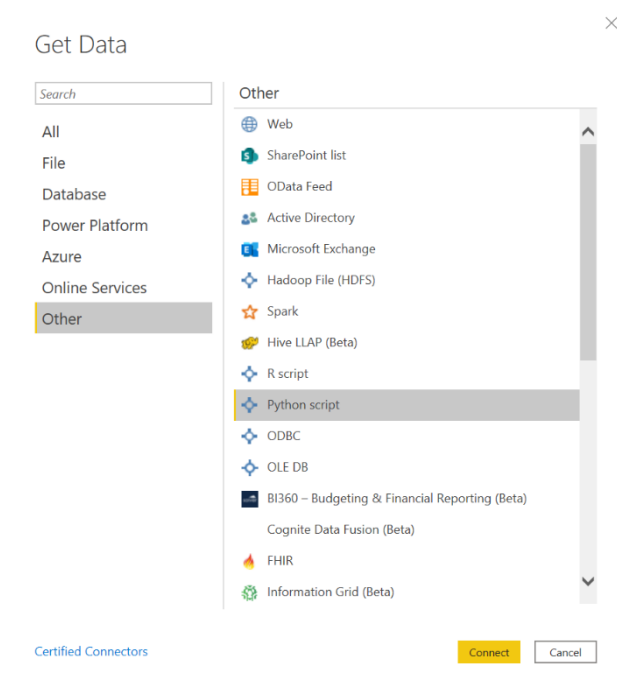 Get Data
Search
All
File
Database
Power Platform
Azure
Online Services
Other
Other
Web
SharePoint list
OData Feed
Active Directory
Microsoft Exchange
Hadoop File (HDFS)
Spark
Hive LLAP (Beta)
R script
Python script
ODBC
OLE DB
BI360 – Budgeting & Financial Reporting (Beta)
Cognite Data Fusion (Beta)
FHIR
Information Grid (Beta)
Certified Connectors
Connect
Cancel